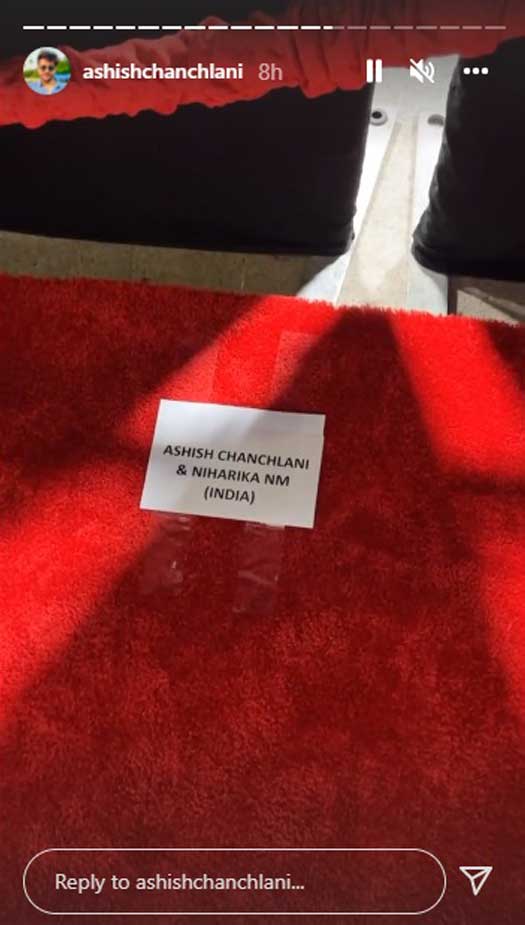 ashishchanchlani 8h
ASHISH CHANCHLANI
& NIHARIKA NM
(INDIA)
Reply to ashishchanchlani...